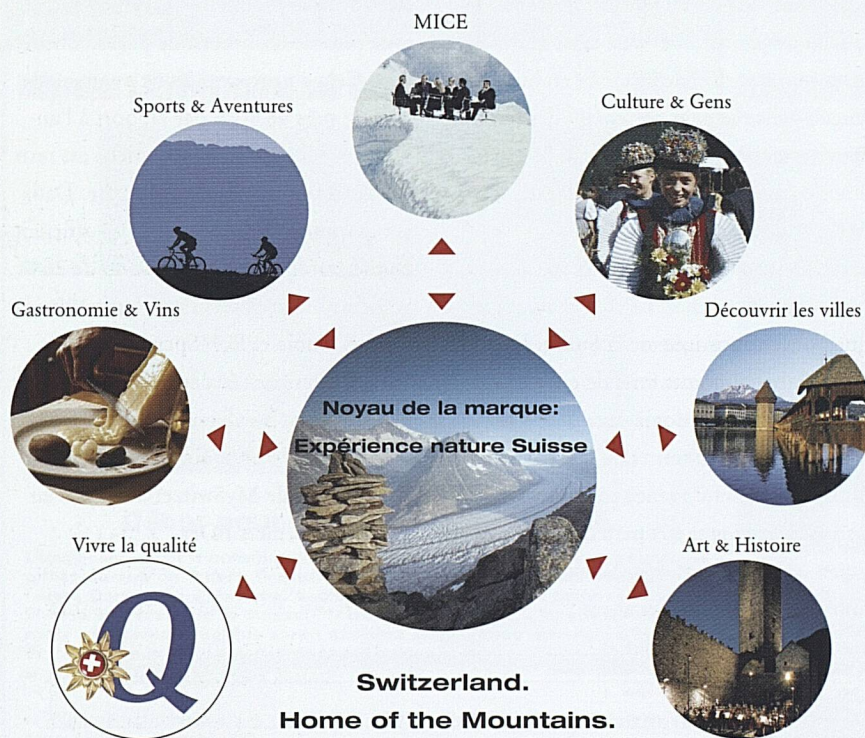 MICE
Sports & Aventures
Culture & Gens
Gastronomie & Vins
Découvrir les villes
Noyau de la marque:
Expérience nature Suisse
Vivre la qualité
Q
Art & Histoire
Switzerland.
Home of the Mountains.